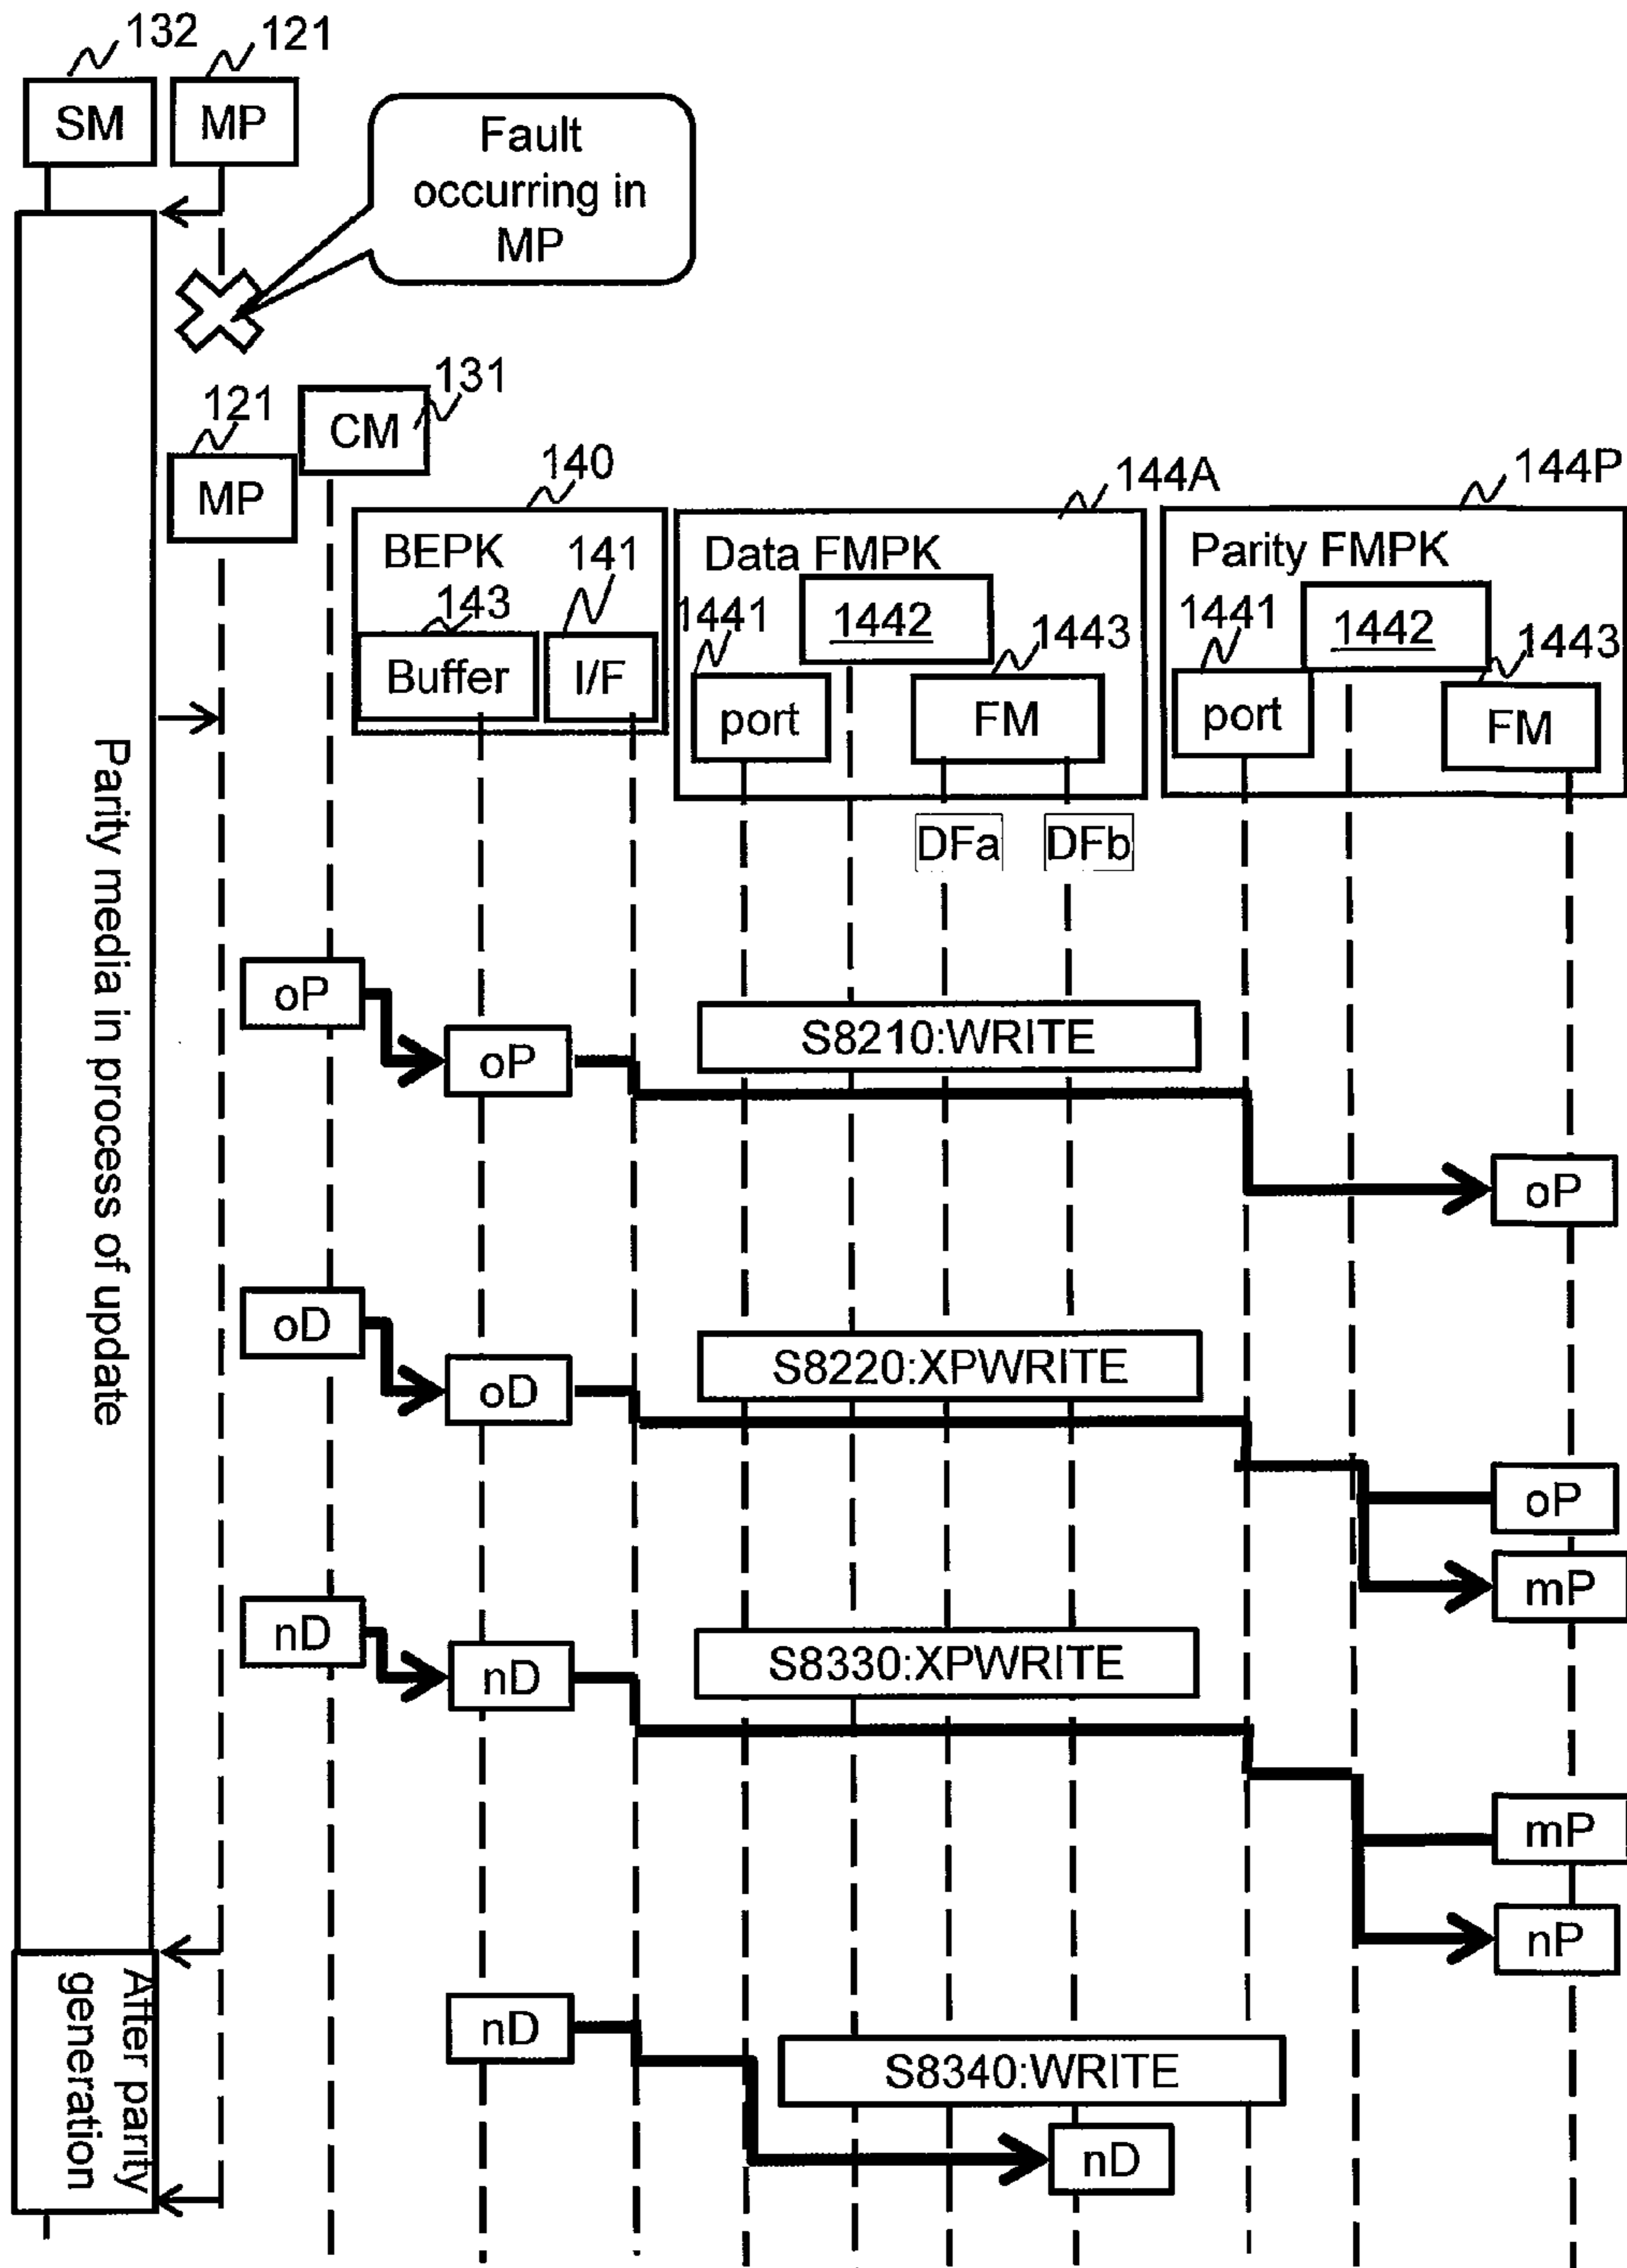 132
121
SM
MP
Fault
occurring in
MP
131
CM
121
MP
140
144A
144P
BEPK
141
Data FMPK
Parity FMPK
143
1441
1442
1443
1441
1442
1443
Buffer
I/F
port
FM
port
FM
Parity media in process of update
DFa
DFb
oP
S8210:WRITE
oP
oP
oD
S8220:XPWRITE
oD
oP
mP
nD
S8330:XPWRITE
nD
mP
nP
After parity
generation
nD
S8340:WRITE
nD